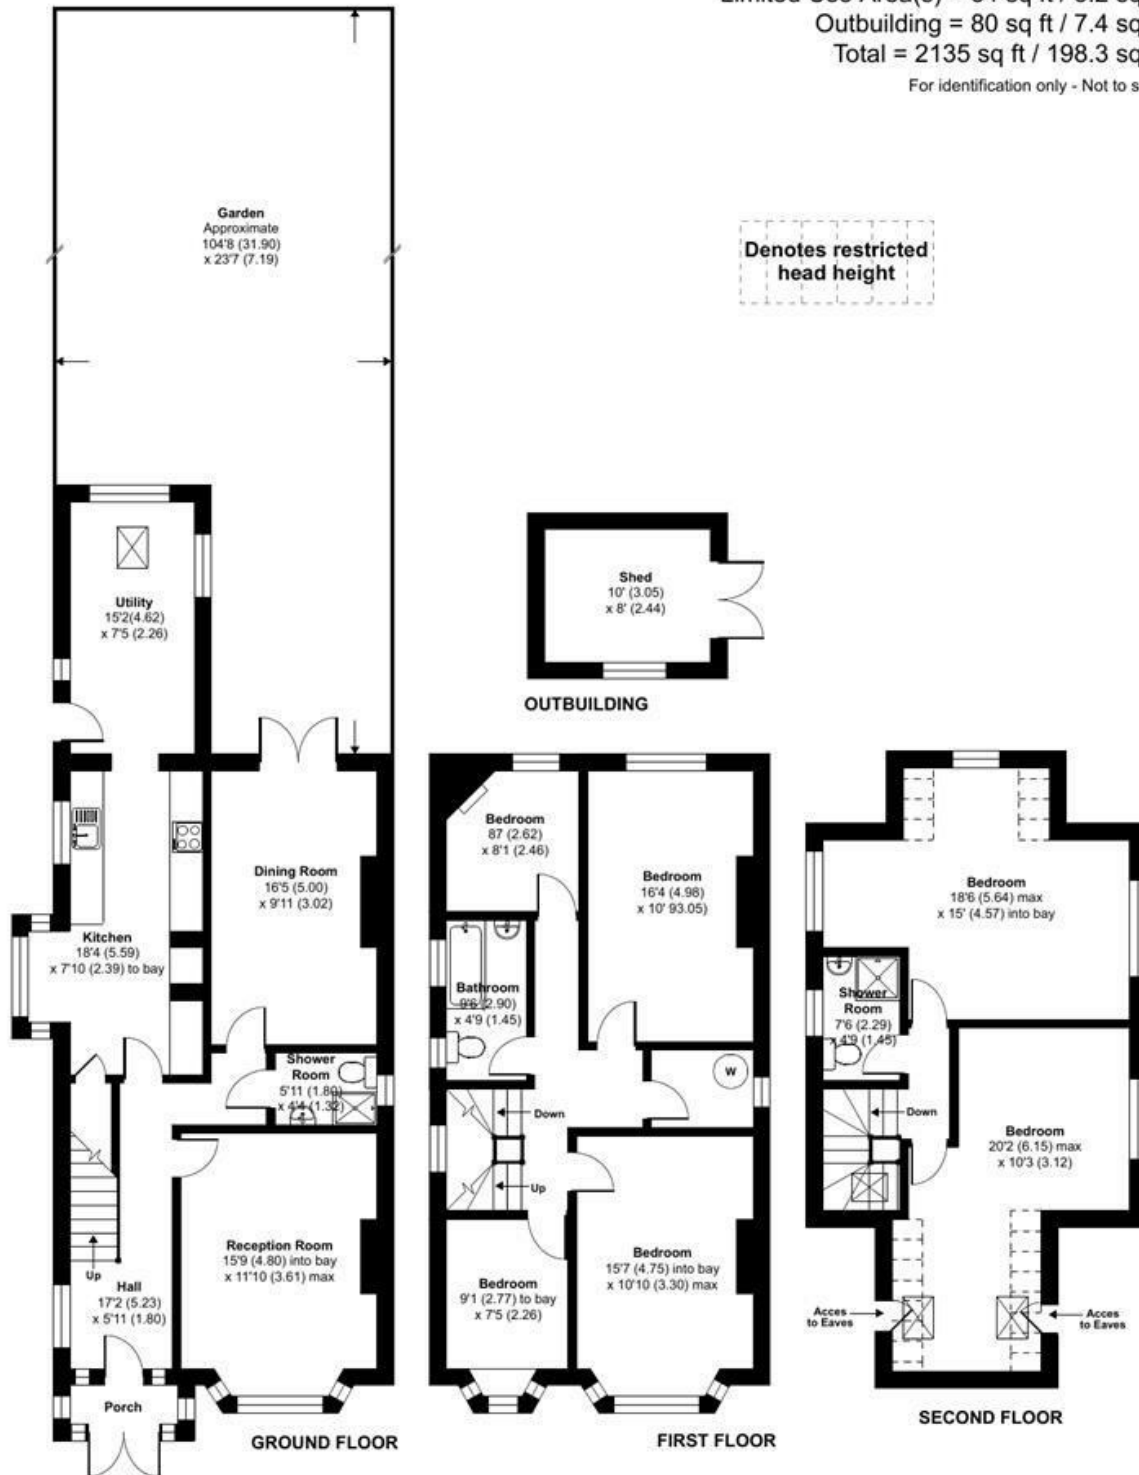 Outbuilding = 80 sq ft / 7.4 sq
Total = 2135 sq ft / 198.3 sq
For identification only - Not to s
Garden
Approximate
104'8 (31.90)
x 23'7 (7.19)
Denotes restricted
head height
Utility
15'2(4.62)
x 7'5 (2.26)
Shed
10' (3.05)
x 8' (2.44)
OUTBUILDING
Kitchen
18'4 (5.59)
x 7'10 (2.39) to bay
Dining Room
16'5 (5.00)
x 9'11 (3.02)
Shower
Room
5'11 (1.80)
x 4'4 (1.32)
Reception Room
15'9 (4.80) into bay
x 11'10 (3.61) max
Up
Hall
17'2 (5.23)
x 5'11 (1.80)
Porch
GROUND FLOOR
Bedroom
87 (2.62)
x 8'1 (2.46)
Bedroom
16'4 (4.98)
x 10' 93.05)
Bathroom
9'6 (2.90)
x 4'9 (1.45)
W
Down
Up
Bedroom
9'1 (2.77) to bay
x 7'5 (2.26)
Bedroom
15'7 (4.75) into bay
x 10'10 (3.30) max
FIRST FLOOR
Bedroom
18'6 (5.64) max
x 15' (4.57) into bay
Shower
Room
7'6 (2.29)
x 4'9 (1.45)
Down
Bedroom
20'2 (6.15) max
x 10'3 (3.12)
Acces
to Eaves
Acces
to Eaves
SECOND FLOOR